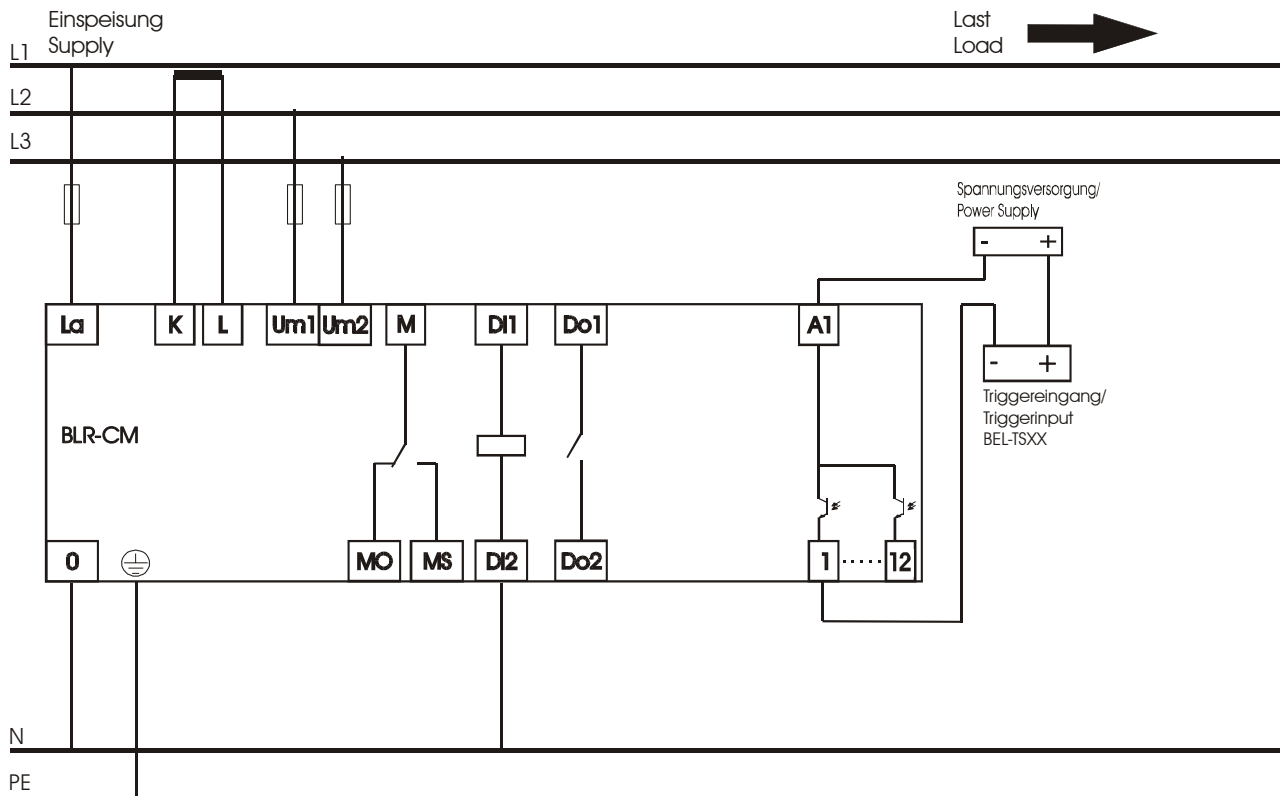 Einspeisung
Supply
Last
Load
L1
L2
L3
Spannungsversorgung/
Power Supply
- +
La K L Um1 Um2 M DI1 Do1 A1
- +
Triggereingang/
Triggerinput
BEL-TSXX
BLR-CM
0 MO MS DI2 Do2 1 ..... 12
N
PE